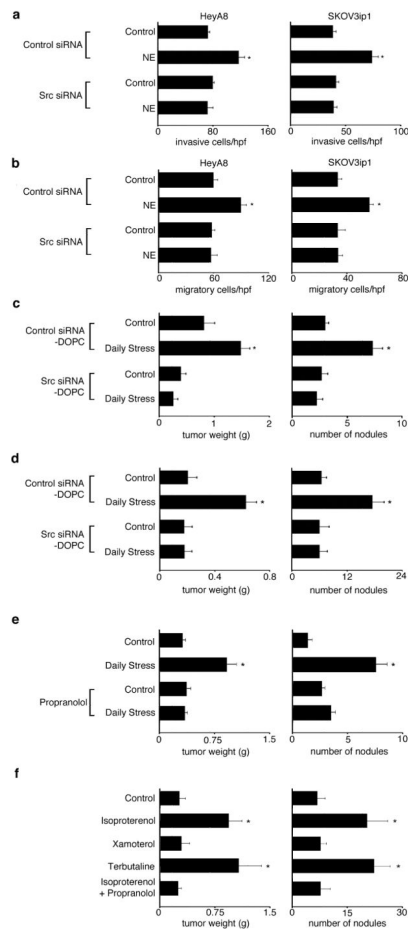 a
HeyA8
SKOV3ip1
Control siRNA
Control
NE
*
*
Src siRNA
Control
NE
0 80 160
invasive cells/hpf
0 50 100
invasive cells/hpf
b
HeyA8
SKOV3ip1
Control siRNA
Control
NE
*
*
Src siRNA
Control
NE
0 60 120
migratory cells/hpf
0 40 80
migratory cells/hpf
c
Control siRNA
-DOPC
Control
Daily Stress
*
*
Src siRNA
-DOPC
Control
Daily Stress
0 1 2
tumor weight (g)
0 5 10
number of nodules
d
Control siRNA
-DOPC
Control
Daily Stress
*
*
Src siRNA
-DOPC
Control
Daily Stress
0 0.4 0.8
tumor weight (g)
0 12 24
number of nodules
e
Control
Daily Stress
*
*
Propranolol
Control
Daily Stress
0 0.75 1.5
tumor weight (g)
0 5 10
number of nodules
f
Control
Isoproterenol
*
*
Xamoterol
Terbutaline
*
*
Isoproterenol
+ Propranolol
0 0.75 1.5
tumor weight (g)
0 15 30
number of nodules